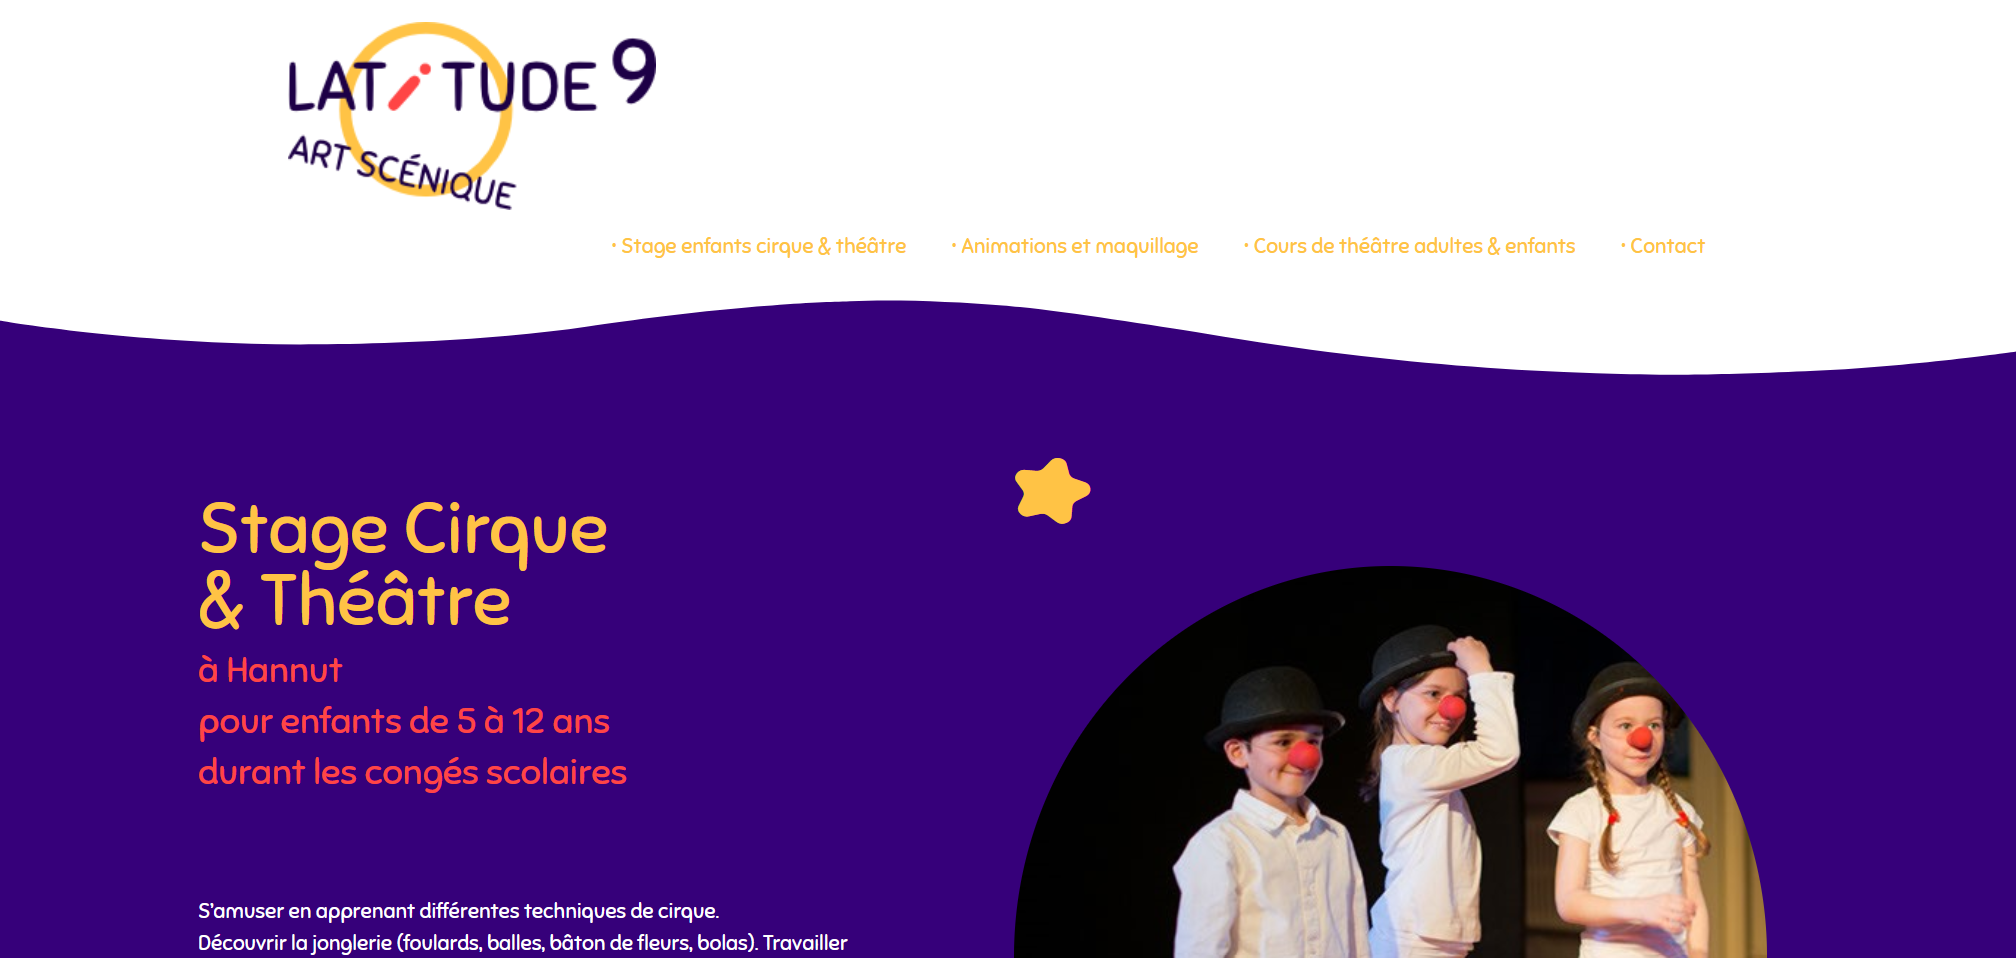 LATiTUDE 9
ART SCÉNIQUE
• Stage enfants cirque & théâtre
• Animations et maquillage
• Cours de théâtre adultes & enfants
• Contact
Stage Cirque
& Théâtre
à Hannut
pour enfants de 5 à 12 ans
durant les congés scolaires
S'amuser en apprenant différentes techniques de cirque.
Découvrir la jonglerie (foulards, balles, bâton de fleurs, bolas). Travailler